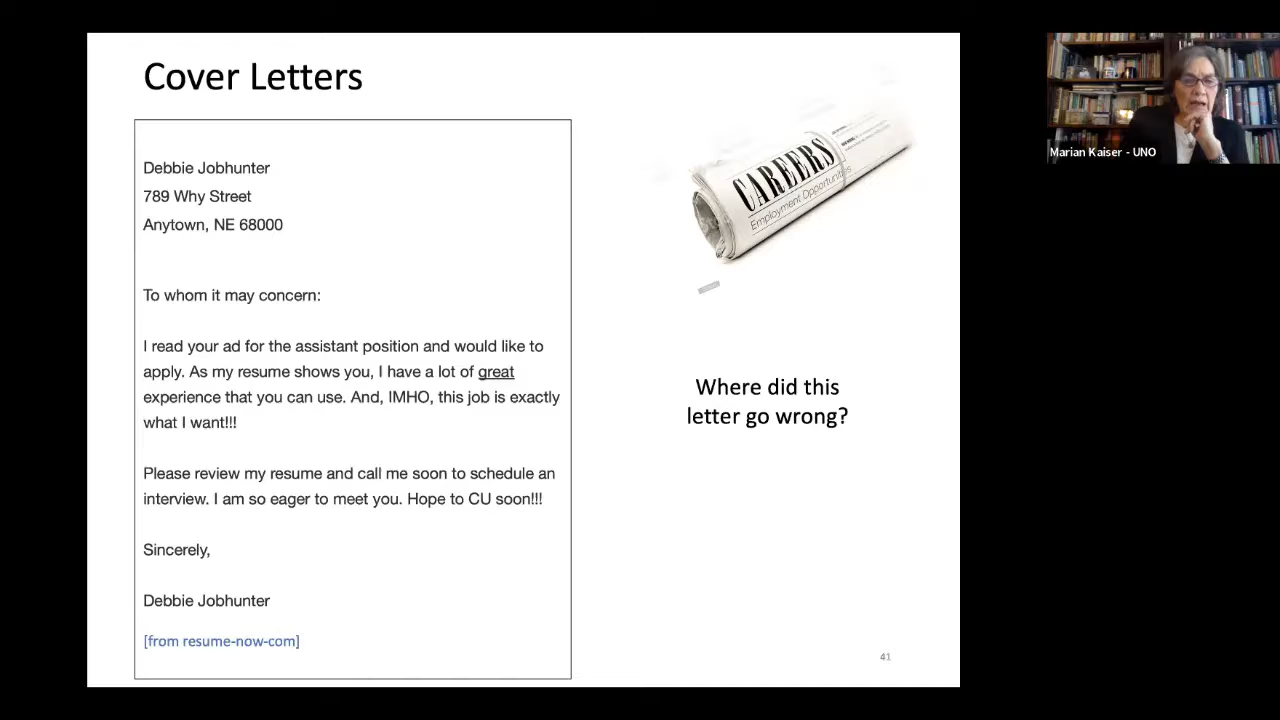 Cover Letters
Debbie Jobhunter
789 Why Street
Anytown, NE 68000
To whom it may concern:
I read your ad for the assistant position and would like to
apply. As my resume shows you, I have a lot of great
experience that you can use. And, IMHO, this job is exactly
what I want!!!
Please review my resume and call me soon to schedule an
interview. I am so eager to meet you. Hope to CU soon!!!
Sincerely,
Debbie Jobhunter
[from resume-now-com]
CAREERS
Employment Opportunities
Where did this
letter go wrong?
41
Marian Kaiser - UNO